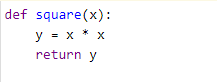 def square(x):
    y = x * x
    return y